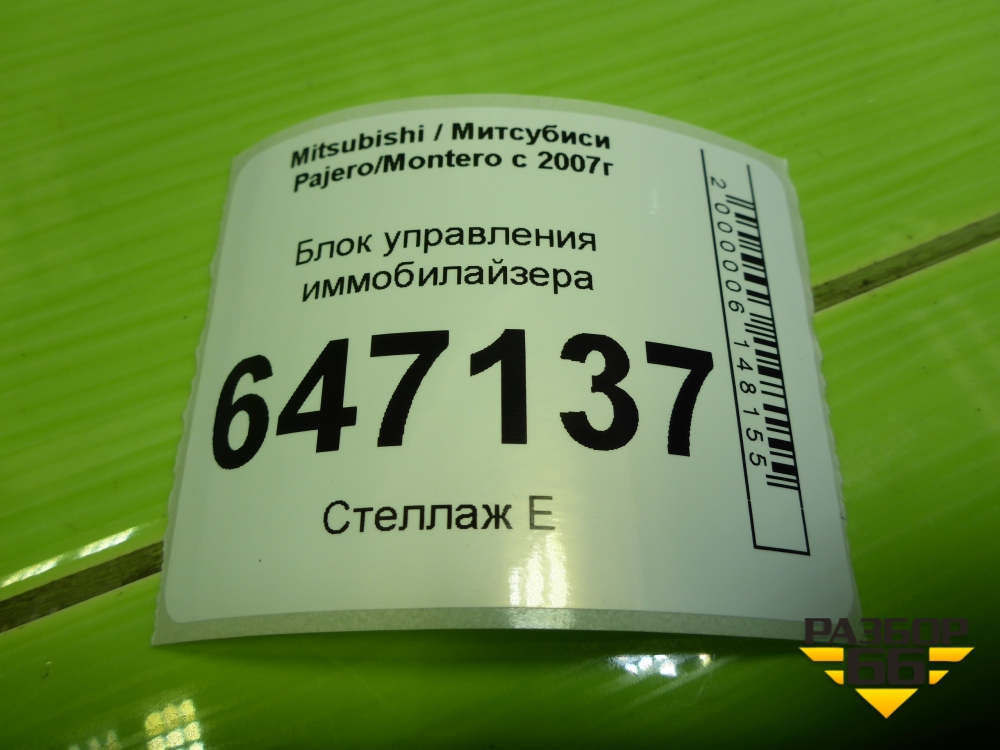 Mitsubishi / Митсубиси
Pajero/Montero с 2007г
Блок управления
иммобилайзера
647137
Стеллаж Е
2000006148155
РАЗБОР
66